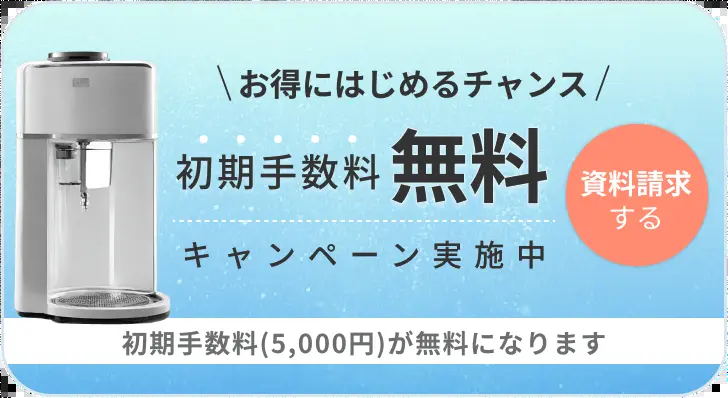 \お得にはじめるチャンス/
初期手数料 無料
キャンペーン実施中
資料請求
する
初期手数料(5,000円)が無料になります